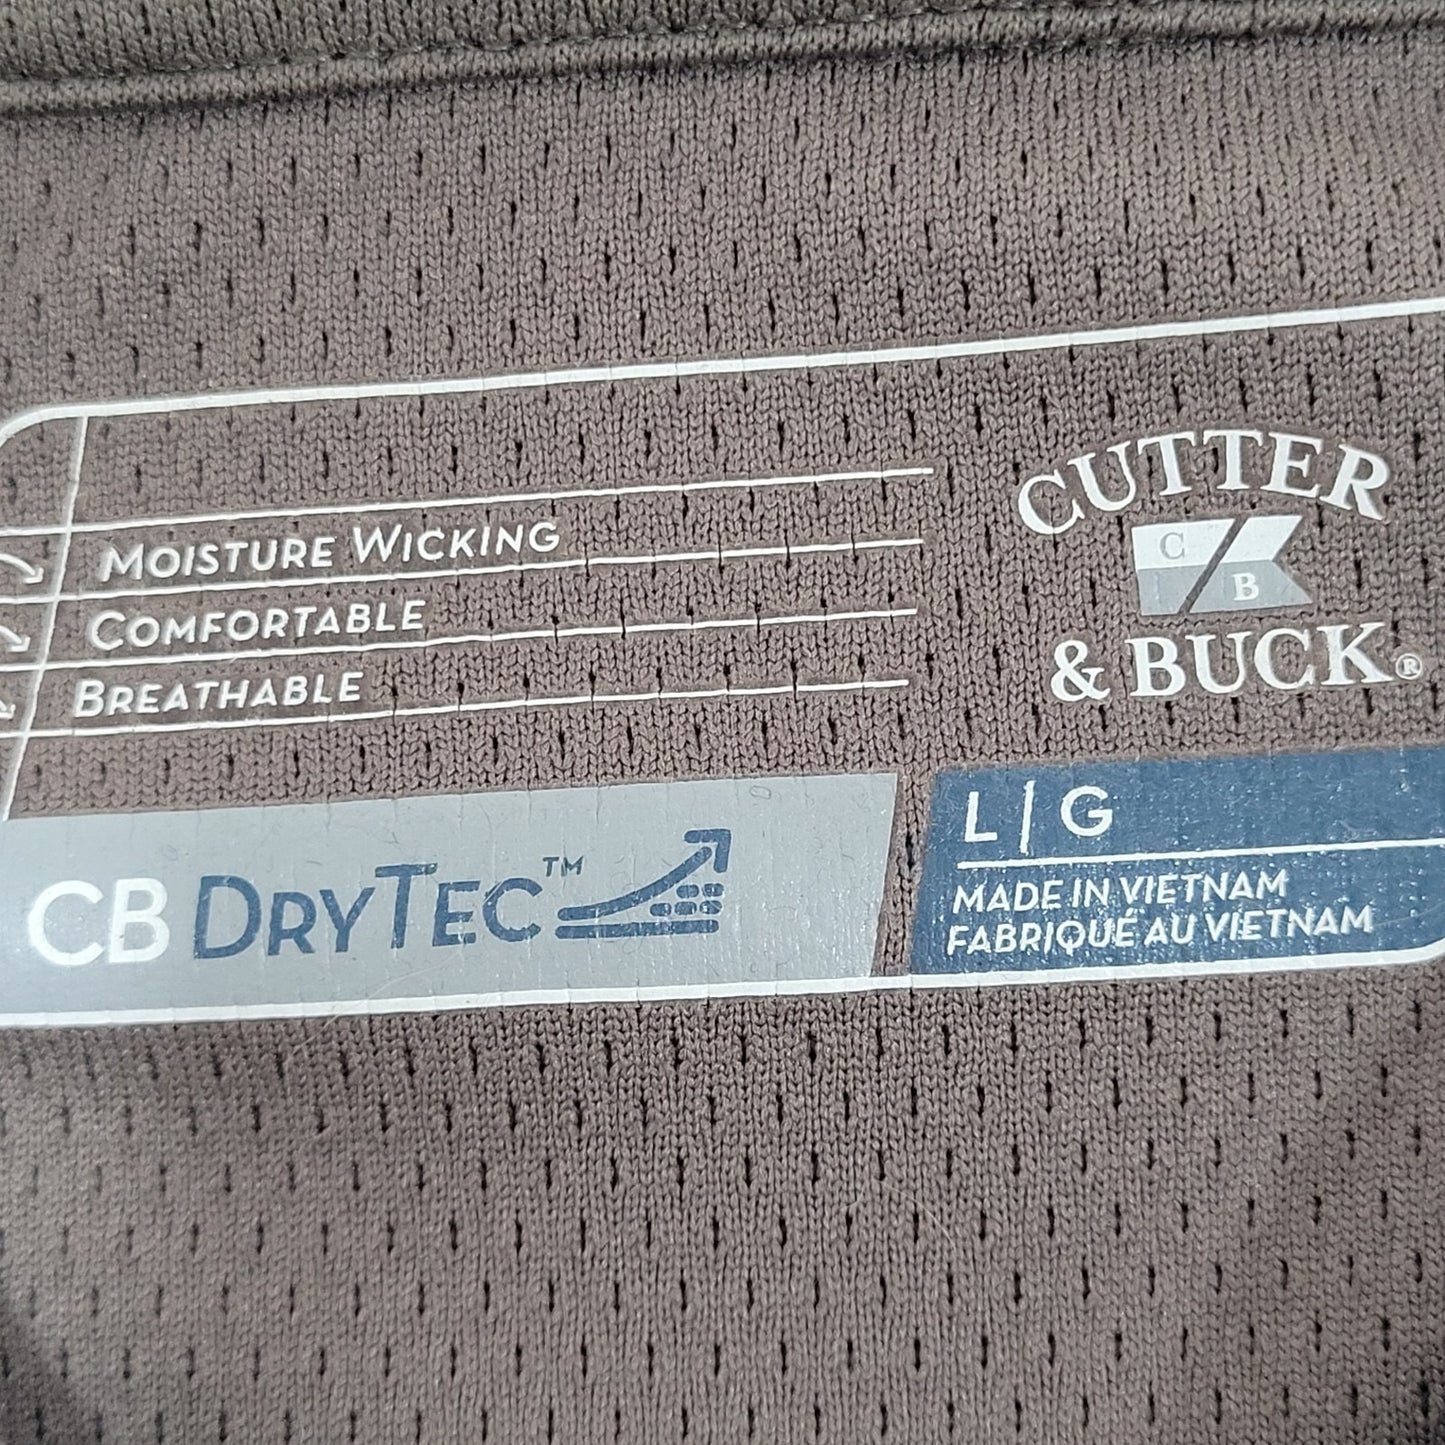 MOISTURE WICKING
COMFORTABLE
BREATHABLE
CUTTER
C
B
& BUCK®
CB DRYTEC™
L | G
MADE IN VIETNAM
FABRIQUÉ AU VIETNAM